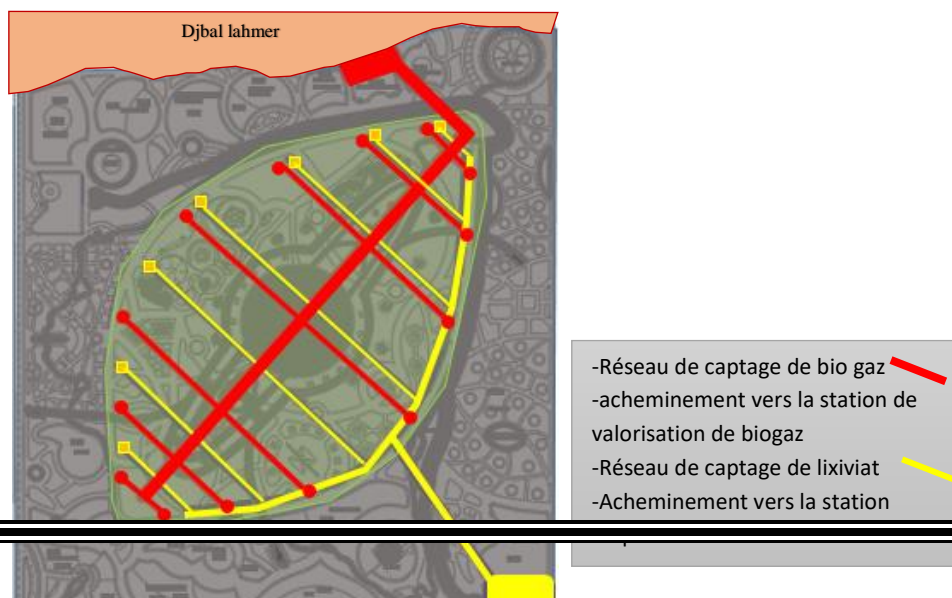 Djbal lahmer
-Réseau de captage de bio gaz
-acheminement vers la station de
valorisation de biogaz
-Réseau de captage de lixiviat
-Acheminement vers la station